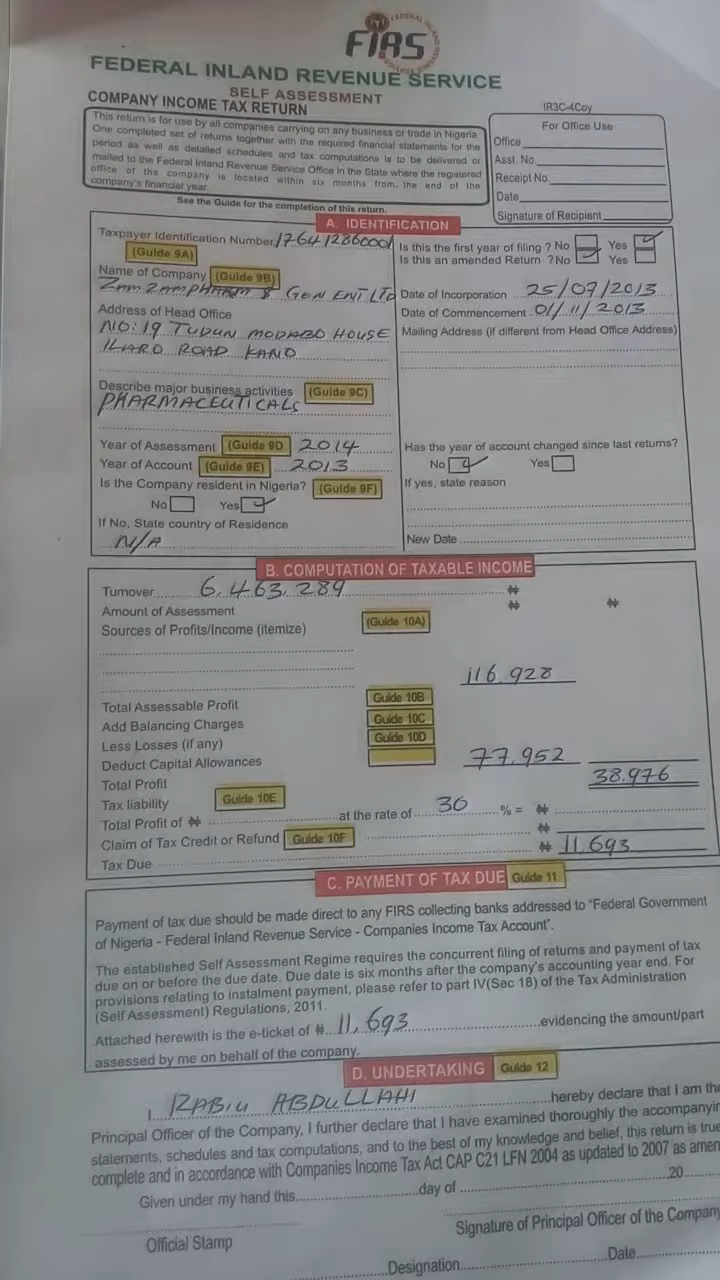 FEDERAL INLAND REVENUE
FIRS
FEDERAL INLAND REVENUE SERVICE
SELF ASSESSMENT
COMPANY INCOME TAX RETURN
IR3C-4Coy
This return is for use by all companies carrying on any business or trade in Nigeria
One completed set of returns together with the required financial statements for the
period as well as detailed schedules and tax computations is to be delivered or
mailed to the Federal Inland Revenue Service Office in the State where the registered
office of the company is located within six months from. the end of the
company's financial year.
For Office Use
Office
Asst. No.
Receipt No.
Date
Signature of Recipient
See the Guide for the completion of this return.
A. IDENTIFICATION
Taxpayer Identification Number 176412860001
(Guide 9A)
Is this the first year of filing ? No Yes
Is this an amended Return ? No Yes
Name of Company (Guide 9B)
ZAMZAM PHARM & GEN ENT LTD
Date of Incorporation 25/07/2013
Date of Commencement 01/11/2013
Address of Head Office
NO: 19 TUDUN MODABO HOUSE
ILARO ROAD KANO
Mailing Address (if different from Head Office Address)
Describe major business activities (Guide 9C)
PHARMACEUTICALS
Year of Assessment (Guide 9D 2014
Year of Account (Guide 9E) 2013
Is the Company resident in Nigeria? (Guide 9F)
No Yes
If No, State country of Residence
N/A
Has the year of account changed since last returns?
No Yes
If yes, state reason
New Date
B. COMPUTATION OF TAXABLE INCOME
Turnover 6,463,289 ₦
Amount of Assessment ₦ ₦
Sources of Profits/Income (itemize) (Guide 10A)
116,928
Total Assessable Profit Guide 10B
Add Balancing Charges Guide 10C
Less Losses (if any) Guide 10D
Deduct Capital Allowances 77,952
Total Profit 38,976
Tax liability Guide 10E
Total Profit of ₦ at the rate of 30 % = ₦
Claim of Tax Credit or Refund Guide 10F ₦
Tax Due ₦ 11,693
C. PAYMENT OF TAX DUE Guide 11
Payment of tax due should be made direct to any FIRS collecting banks addressed to "Federal Government
of Nigeria - Federal Inland Revenue Service - Companies Income Tax Account".
The established Self Assessment Regime requires the concurrent filing of returns and payment of tax
due on or before the due date. Due date is six months after the company's accounting year end. For
provisions relating to instalment payment, please refer to part IV(Sec 18) of the Tax Administration
(Self Assessment) Regulations, 2011.
Attached herewith is the e-ticket of ₦ 11,693 evidencing the amount/part
assessed by me on behalf of the company.
D. UNDERTAKING Guide 12
I RABIU ABDULLAHI hereby declare that I am the
Principal Officer of the Company, I further declare that I have examined thoroughly the accompanyin
statements, schedules and tax computations, and to the best of my knowledge and belief, this return is true
complete and in accordance with Companies Income Tax Act CAP C21 LFN 2004 as updated to 2007 as amen
Given under my hand this day of 20
Official Stamp
Signature of Principal Officer of the Company
Designation Date